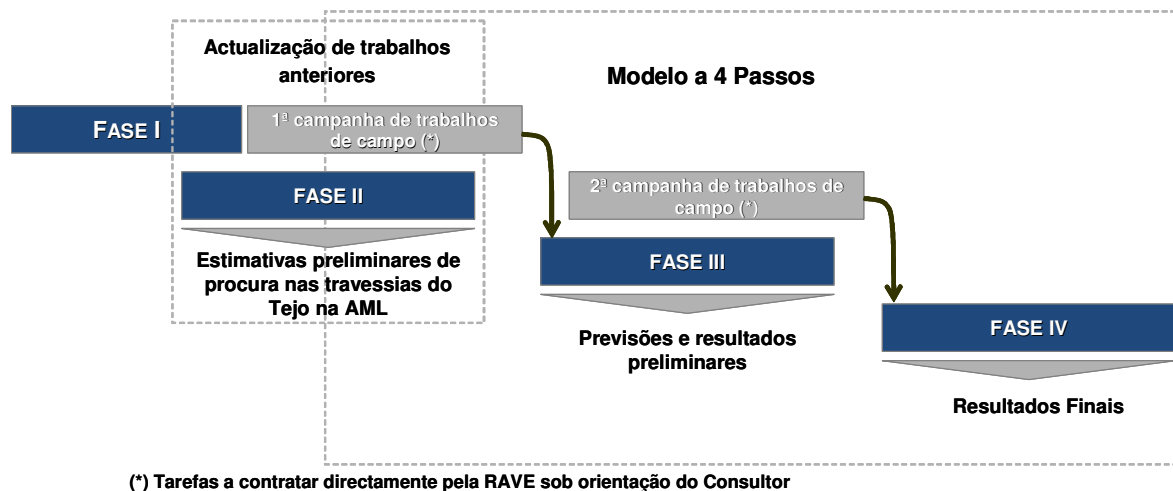 Actualização de trabalhos
anteriores
Modelo a 4 Passos
FASE I
1ª campanha de trabalhos
de campo (*)
FASE II
2ª campanha de trabalhos de
campo (*)
Estimativas preliminares de
procura nas travessias do
Tejo na AML
FASE III
Previsões e resultados
preliminares
FASE IV
Resultados Finais
(*) Tarefas a contratar directamente pela RAVE sob orientação do Consultor